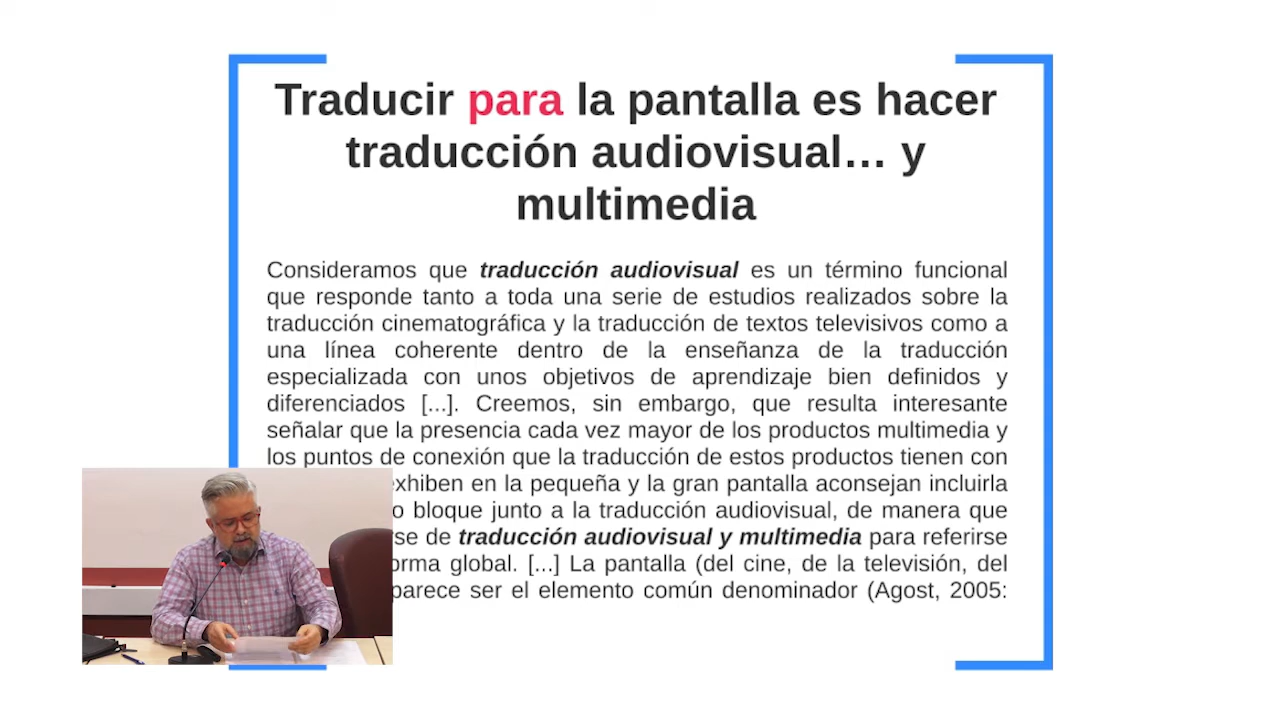 Traducir para la pantalla es hacer
traducción audiovisual… y
multimedia
Consideramos que traducción audiovisual es un término funcional
que responde tanto a toda una serie de estudios realizados sobre la
traducción cinematográfica y la traducción de textos televisivos como a
una línea coherente dentro de la enseñanza de la traducción
especializada con unos objetivos de aprendizaje bien definidos y
diferenciados [...]. Creemos, sin embargo, que resulta interesante
señalar que la presencia cada vez mayor de los productos multimedia y
los puntos de conexión que la traducción de estos productos tienen con
exhiben en la pequeña y la gran pantalla aconsejan incluirla
o bloque junto a la traducción audiovisual, de manera que
se de traducción audiovisual y multimedia para referirse
orma global. [...] La pantalla (del cine, de la televisión, del
parece ser el elemento común denominador (Agost, 2005: